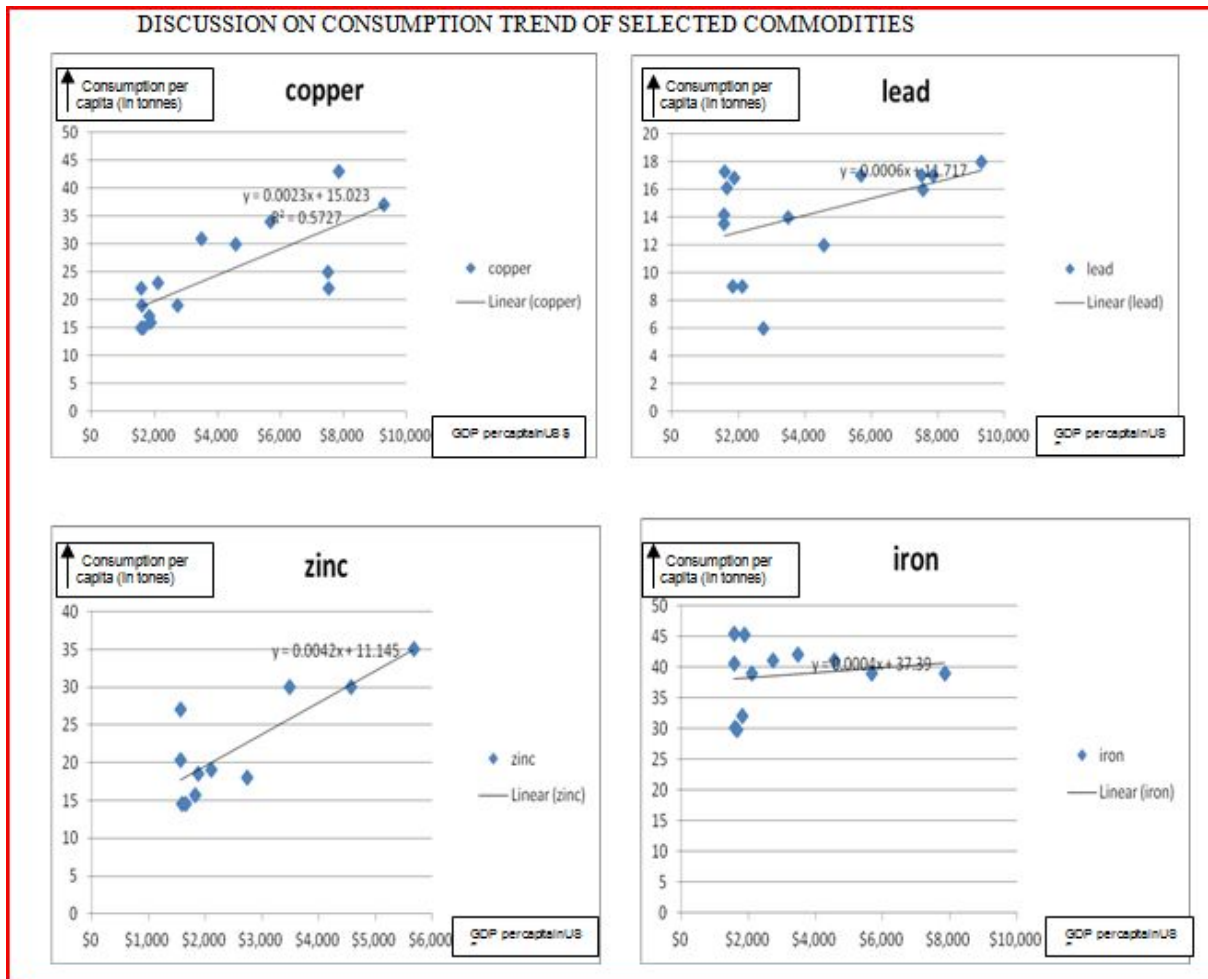 DISCUSSION ON CONSUMPTION TREND OF SELECTED COMMODITIES
Consumption per
capita (in tonnes)
copper
50
45
40
35
30
25
20
15
10
5
0
y = 0.0023x + 15.023
R² = 0.5727
copper
Linear (copper)
$0 $2,000 $4,000 $6,000 $8,000 $10,000
GDP percaptainUS $
Consumption per
capita (in tonnes)
lead
20
18
16
14
12
10
8
6
4
2
0
y = 0.0006x + 11.717
lead
Linear (lead)
$0 $2,000 $4,000 $6,000 $8,000 $10,000
GDP percaptainUS
Consumption per
capita (in tones)
zinc
40
35
30
25
20
15
10
5
0
y = 0.0042x + 11.145
zinc
Linear (zinc)
$0 $1,000 $2,000 $3,000 $4,000 $5,000 $6,000
GDP percaptainUS
Consumption per
capita (in tonnes)
iron
50
45
40
35
30
25
20
15
10
5
0
y = 0.0004x + 37.39
iron
Linear (iron)
$0 $2,000 $4,000 $6,000 $8,000 $10,000
GDP percaptainUS